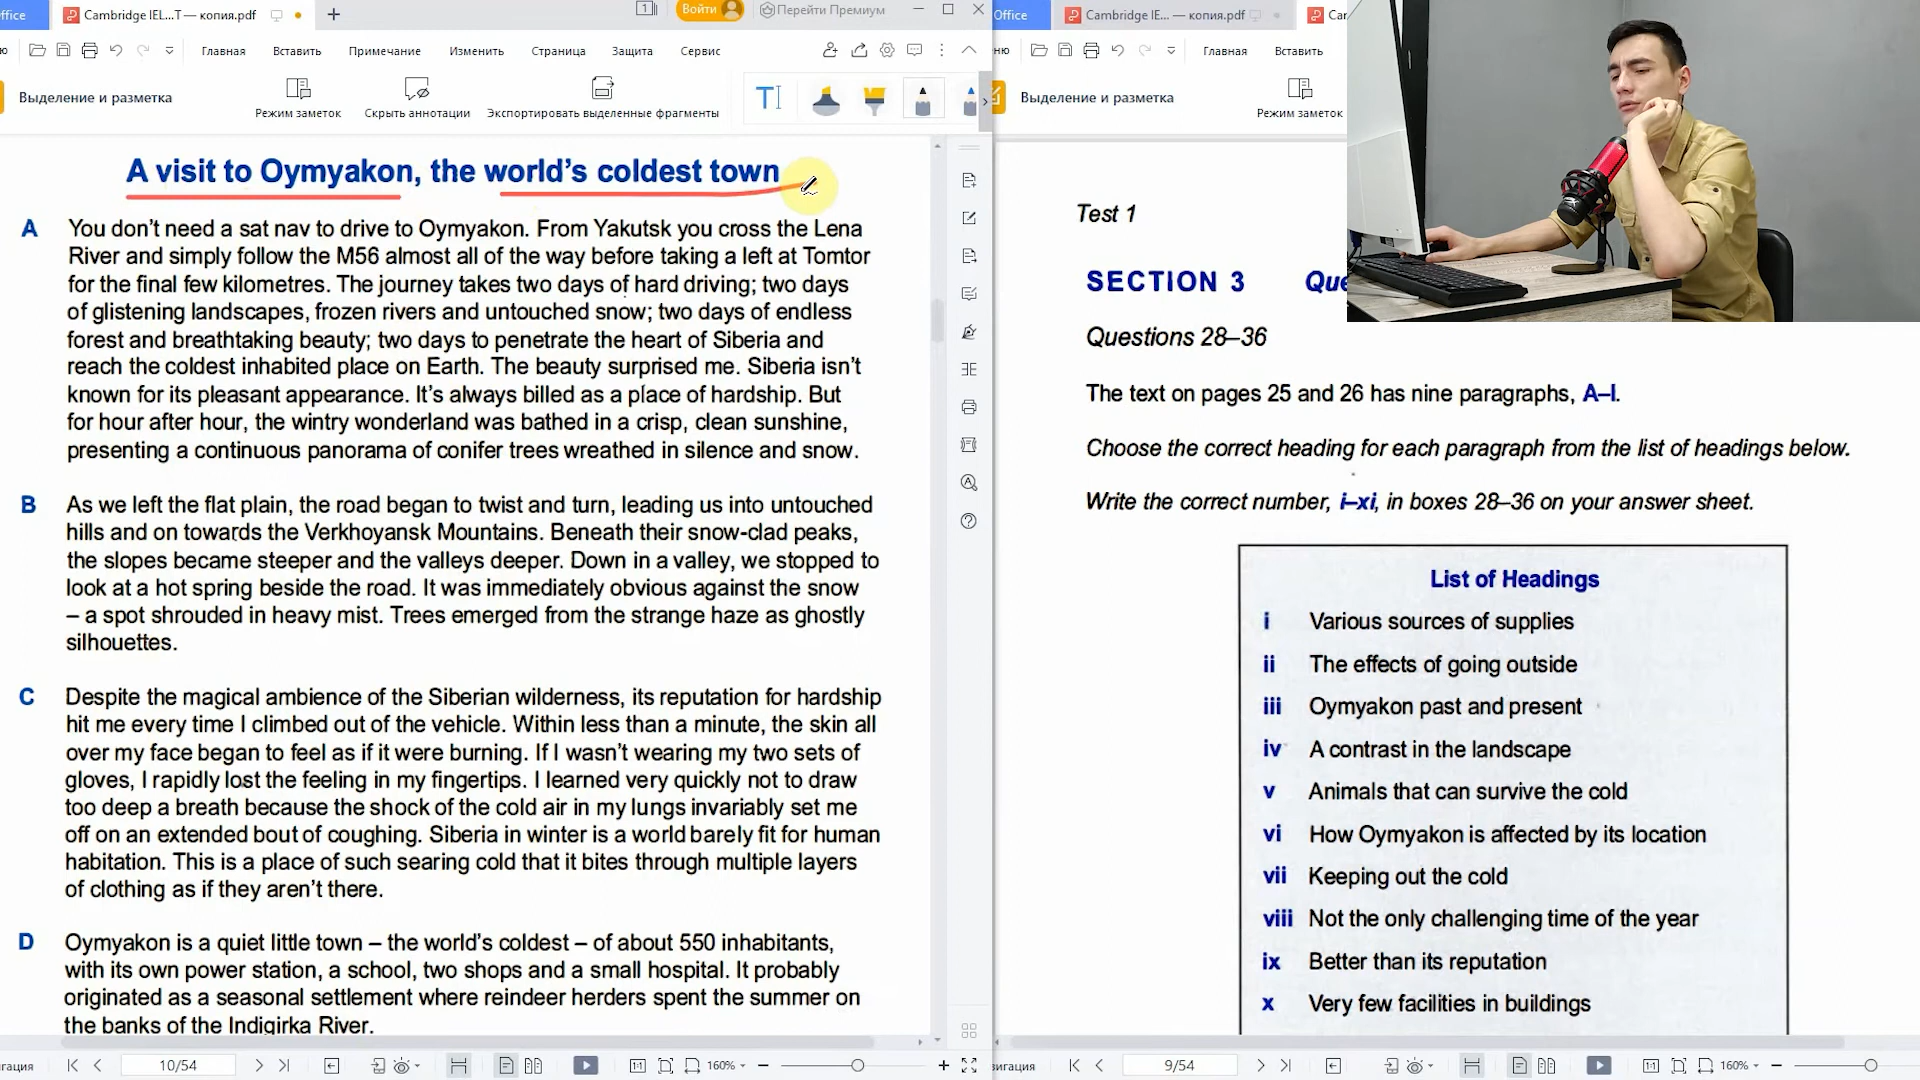 Office
Cambridge IEL...T — копия.pdf
Войти
Перейти Премиум
Главная
Вставить
Примечание
Изменить
Страница
Защита
Сервис
Выделение и разметка
Режим заметок
Скрыть аннотации
Экспортировать выделенные фрагменты
A visit to Oymyakon, the world's coldest town
A You don't need a sat nav to drive to Oymyakon. From Yakutsk you cross the Lena
River and simply follow the M56 almost all of the way before taking a left at Tomtor
for the final few kilometres. The journey takes two days of hard driving; two days
of glistening landscapes, frozen rivers and untouched snow; two days of endless
forest and breathtaking beauty; two days to penetrate the heart of Siberia and
reach the coldest inhabited place on Earth. The beauty surprised me. Siberia isn't
known for its pleasant appearance. It's always billed as a place of hardship. But
for hour after hour, the wintry wonderland was bathed in a crisp, clean sunshine,
presenting a continuous panorama of conifer trees wreathed in silence and snow.
B As we left the flat plain, the road began to twist and turn, leading us into untouched
hills and on towards the Verkhoyansk Mountains. Beneath their snow-clad peaks,
the slopes became steeper and the valleys deeper. Down in a valley, we stopped to
look at a hot spring beside the road. It was immediately obvious against the snow
– a spot shrouded in heavy mist. Trees emerged from the strange haze as ghostly
silhouettes.
C Despite the magical ambience of the Siberian wilderness, its reputation for hardship
hit me every time I climbed out of the vehicle. Within less than a minute, the skin all
over my face began to feel as if it were burning. If I wasn't wearing my two sets of
gloves, I rapidly lost the feeling in my fingertips. I learned very quickly not to draw
too deep a breath because the shock of the cold air in my lungs invariably set me
off on an extended bout of coughing. Siberia in winter is a world barely fit for human
habitation. This is a place of such searing cold that it bites through multiple layers
of clothing as if they aren't there.
D Oymyakon is a quiet little town – the world's coldest – of about 550 inhabitants,
with its own power station, a school, two shops and a small hospital. It probably
originated as a seasonal settlement where reindeer herders spent the summer on
the banks of the Indigirka River.
10/54
160%
Office
Cambridge IE... — копия.pdf
Главная
Вставить
Выделение и разметка
Режим заметок
Test 1
SECTION 3
Questions 28–36
The text on pages 25 and 26 has nine paragraphs, A–I.
Choose the correct heading for each paragraph from the list of headings below.
Write the correct number, i–xi, in boxes 28–36 on your answer sheet.
List of Headings
i Various sources of supplies
ii The effects of going outside
iii Oymyakon past and present
iv A contrast in the landscape
v Animals that can survive the cold
vi How Oymyakon is affected by its location
vii Keeping out the cold
viii Not the only challenging time of the year
ix Better than its reputation
x Very few facilities in buildings
9/54
160%